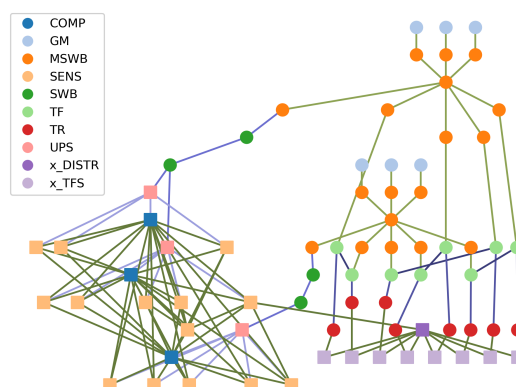 COMP
GM
MSWB
SENS
SWB
TF
TR
UPS
x_DISTR
x_TFS